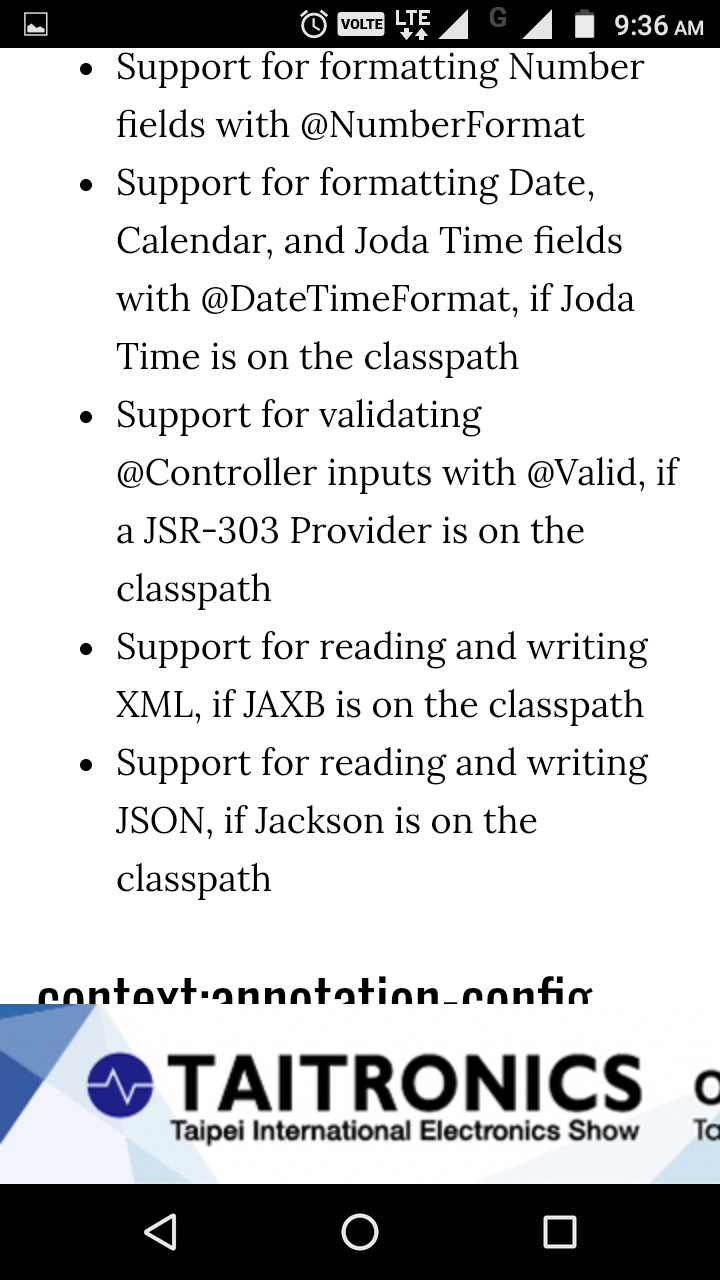 VOLTE LTE G 9:36 AM
Support for formatting Number
fields with @NumberFormat
Support for formatting Date,
Calendar, and Joda Time fields
with @DateTimeFormat, if Joda
Time is on the classpath
Support for validating
@Controller inputs with @Valid, if
a JSR-303 Provider is on the
classpath
Support for reading and writing
XML, if JAXB is on the classpath
Support for reading and writing
JSON, if Jackson is on the
classpath
context:annotation-config
TAITRONICS
Taipei International Electronics Show